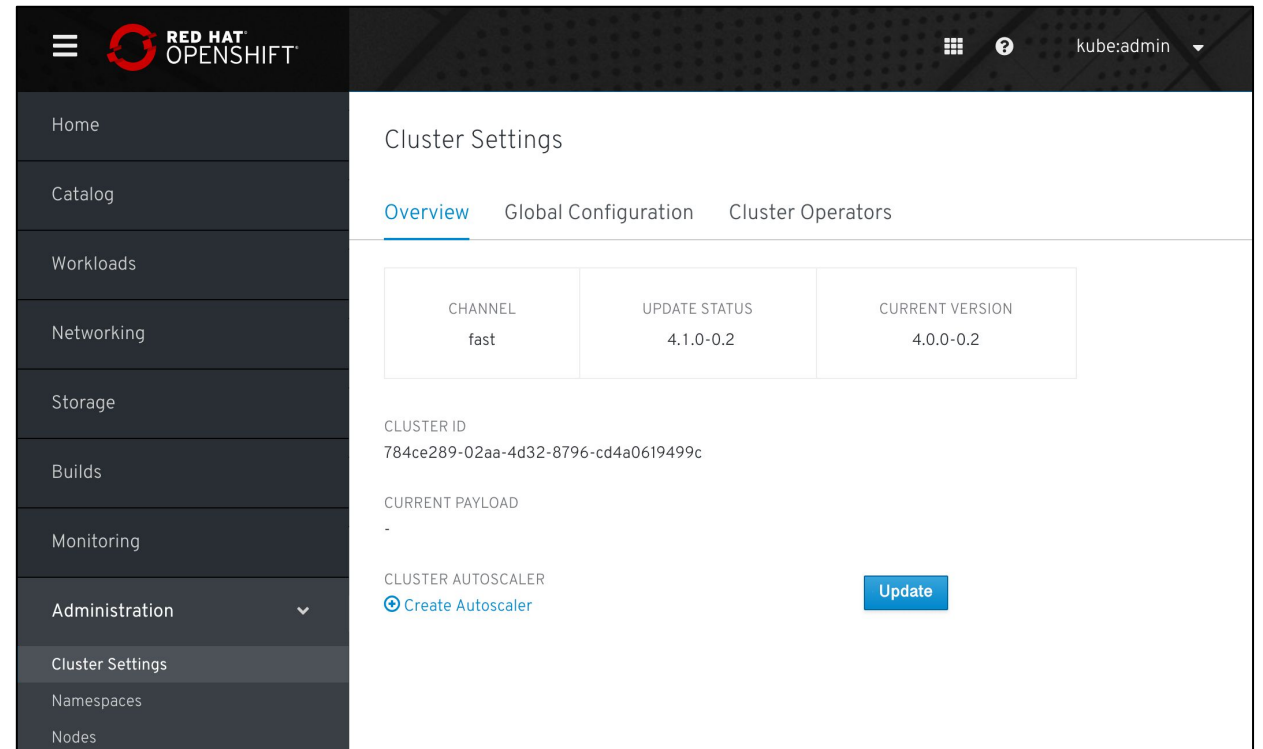 RED HAT
OPENSHIFT
kube:admin
Home
Catalog
Workloads
Networking
Storage
Builds
Monitoring
Administration
Cluster Settings
Namespaces
Nodes
Cluster Settings
Overview Global Configuration Cluster Operators
CHANNEL UPDATE STATUS CURRENT VERSION
fast 4.1.0-0.2 4.0.0-0.2
CLUSTER ID
784ce289-02aa-4d32-8796-cd4a0619499c
CURRENT PAYLOAD
-
CLUSTER AUTOSCALER
Create Autoscaler
Update